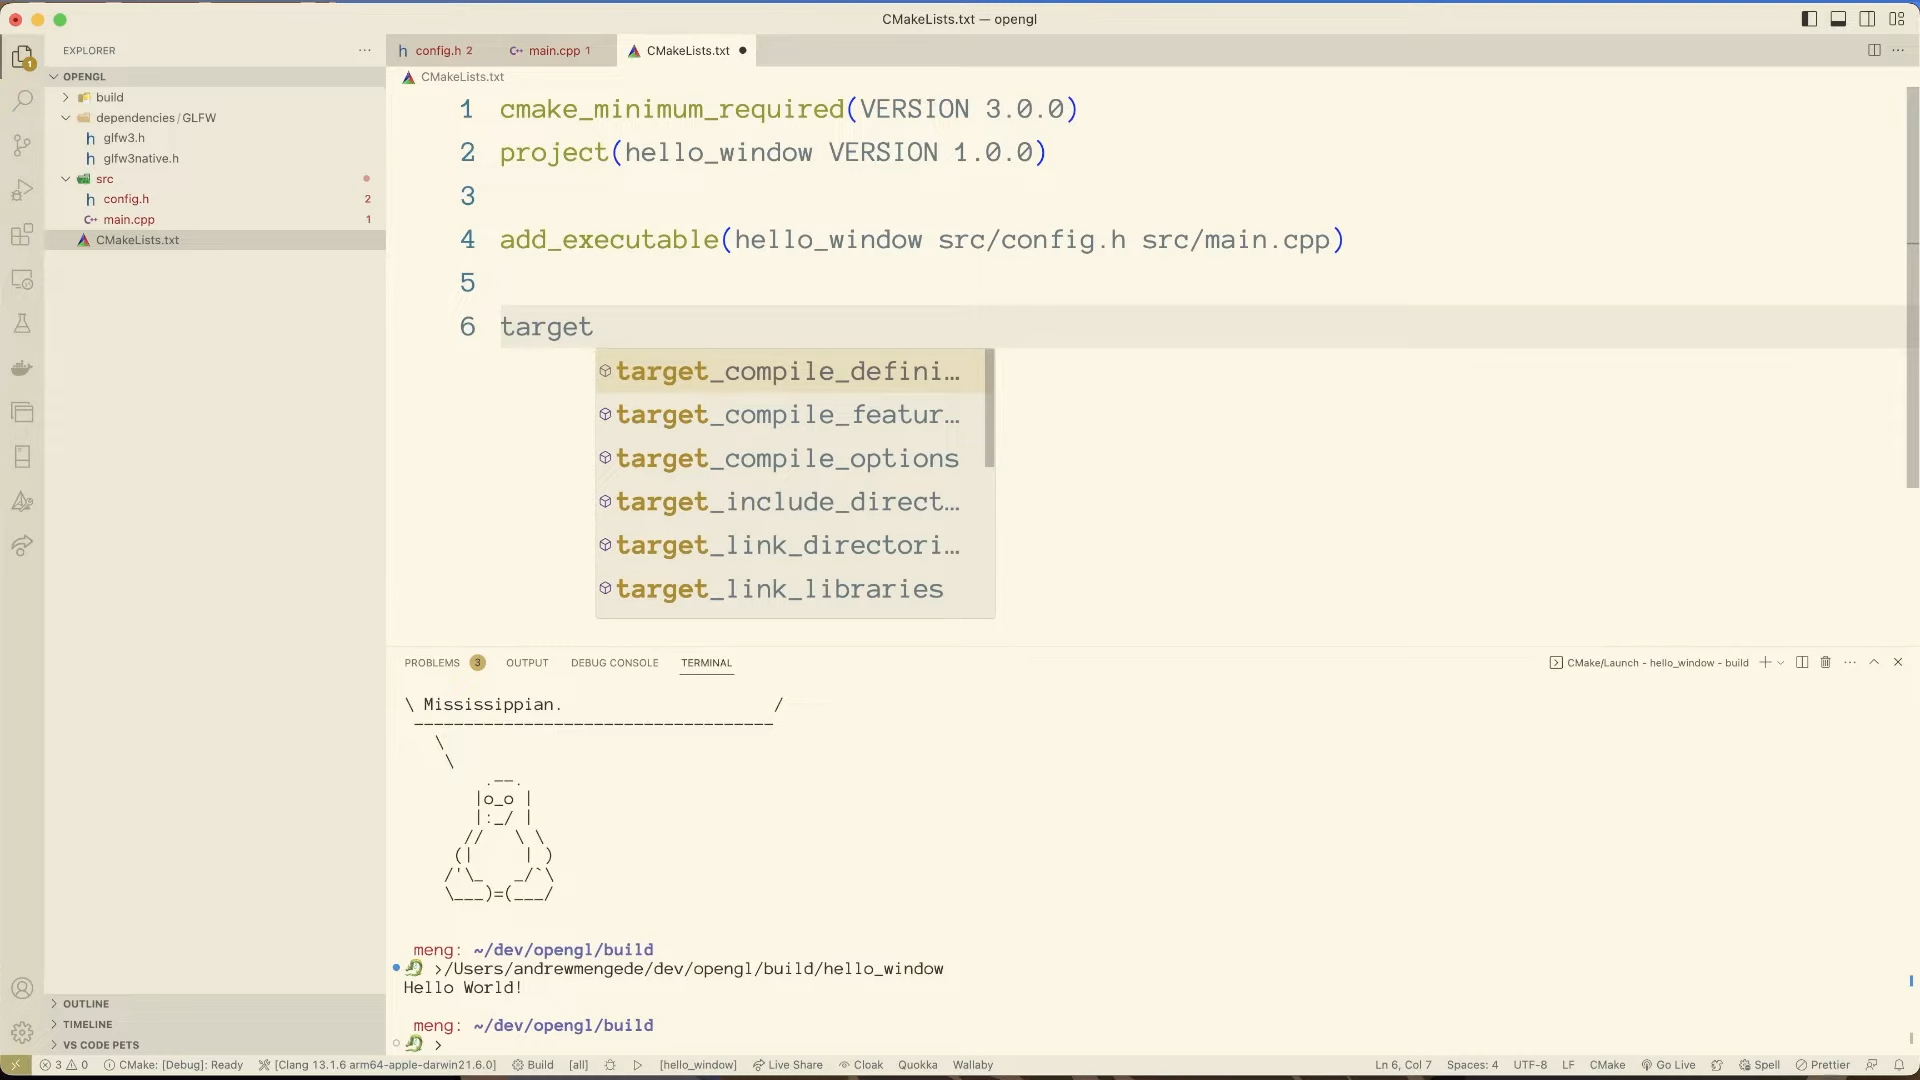 CMakeLists.txt — opengl
EXPLORER
config.h 2
main.cpp 1
CMakeLists.txt
OPENGL
CMakeLists.txt
build
dependencies/GLFW
glfw3.h
glfw3native.h
src
config.h 2
main.cpp 1
CMakeLists.txt
1 cmake_minimum_required(VERSION 3.0.0)
2 project(hello_window VERSION 1.0.0)
3
4 add_executable(hello_window src/config.h src/main.cpp)
5
6 target
target_compile_defini…
target_compile_featur…
target_compile_options
target_include_direct…
target_link_directori…
target_link_libraries
PROBLEMS 3 OUTPUT DEBUG CONSOLE TERMINAL
CMake/Launch - hello_window - build
\ Mississippian. /
-----------------------------------
\
\
.--.
|o_o |
|:_/ |
// \ \
(| | )
/'\_ _/`\
\___)=(___/
meng: ~/dev/opengl/build
>/Users/andrewmengede/dev/opengl/build/hello_window
Hello World!
meng: ~/dev/opengl/build
>
OUTLINE
TIMELINE
VS CODE PETS
3 0 CMake: [Debug]: Ready [Clang 13.1.6 arm64-apple-darwin21.6.0] Build [all] [hello_window] Live Share Cloak Quokka Wallaby Ln 6, Col 7 Spaces: 4 UTF-8 LF CMake Go Live Spell Prettier